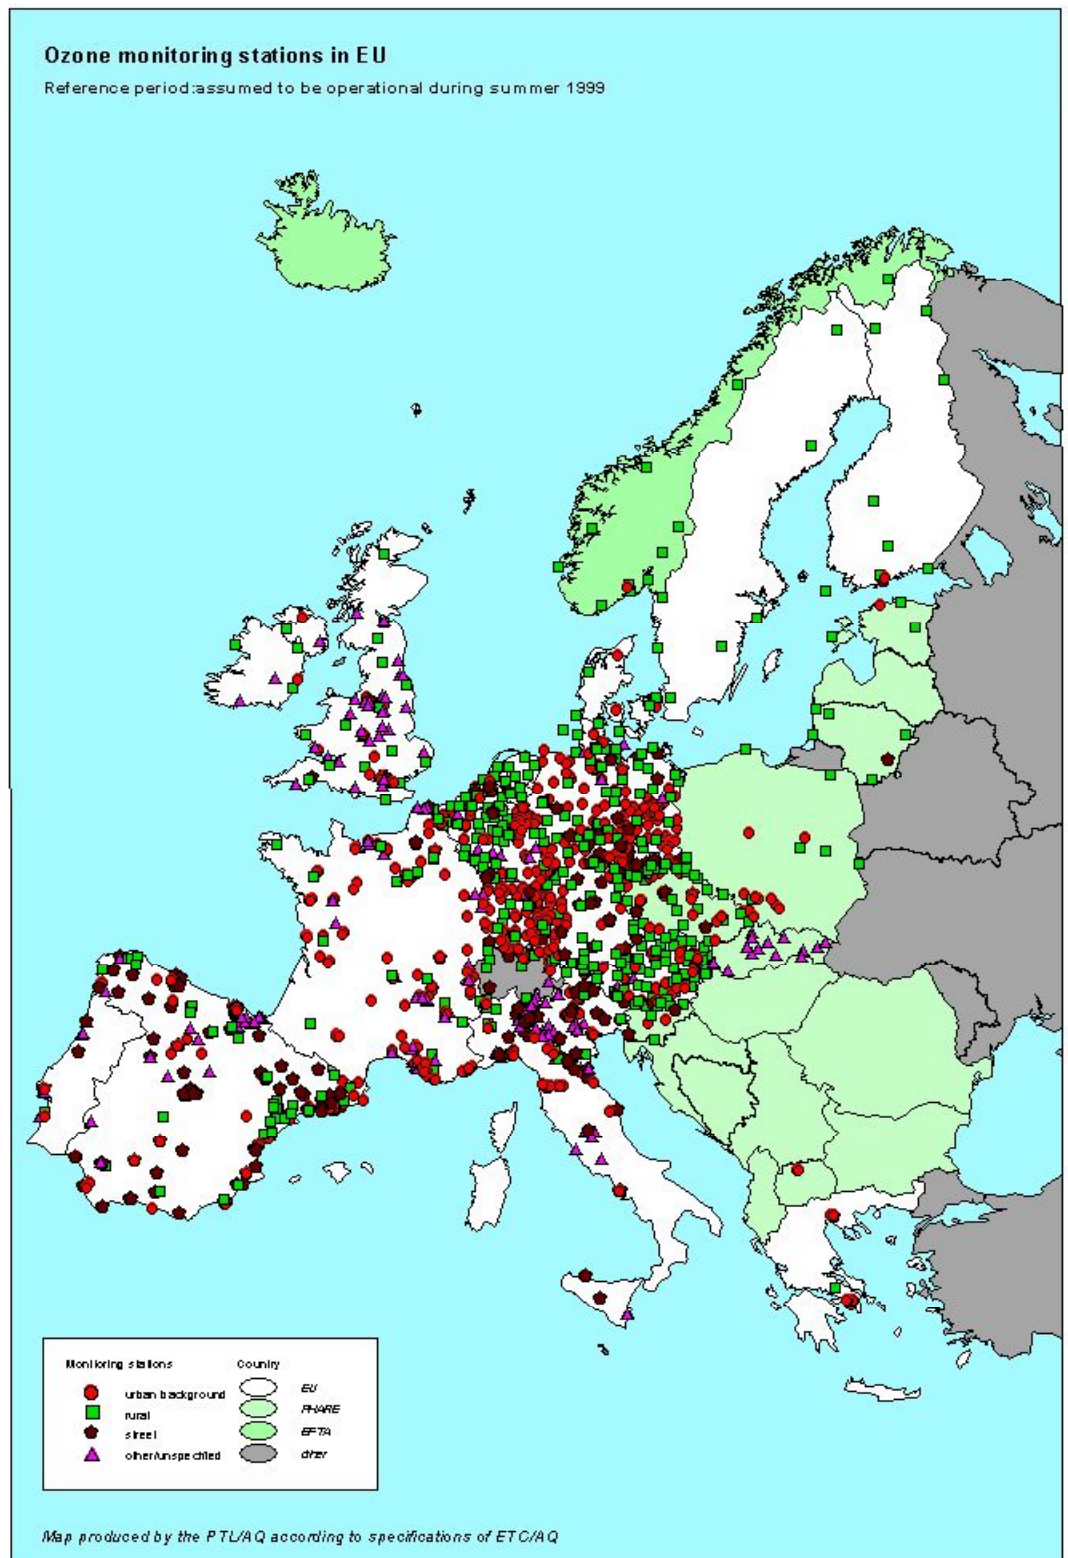 Ozone monitoring stations in EU
Reference period:assumed to be operational during summer 1999
Monitoring stations
Country
urban background
rural
street
other/unspecified
EU
PHARE
EFTA
other
Map produced by the PTL/AQ according to specifications of ETC/AQ